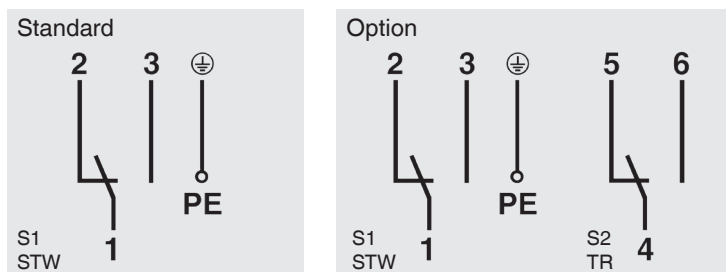 Standard
2 3
PE
S1
STW
1
Option
2 3 5 6
PE
S1
STW
1
S2
TR
4